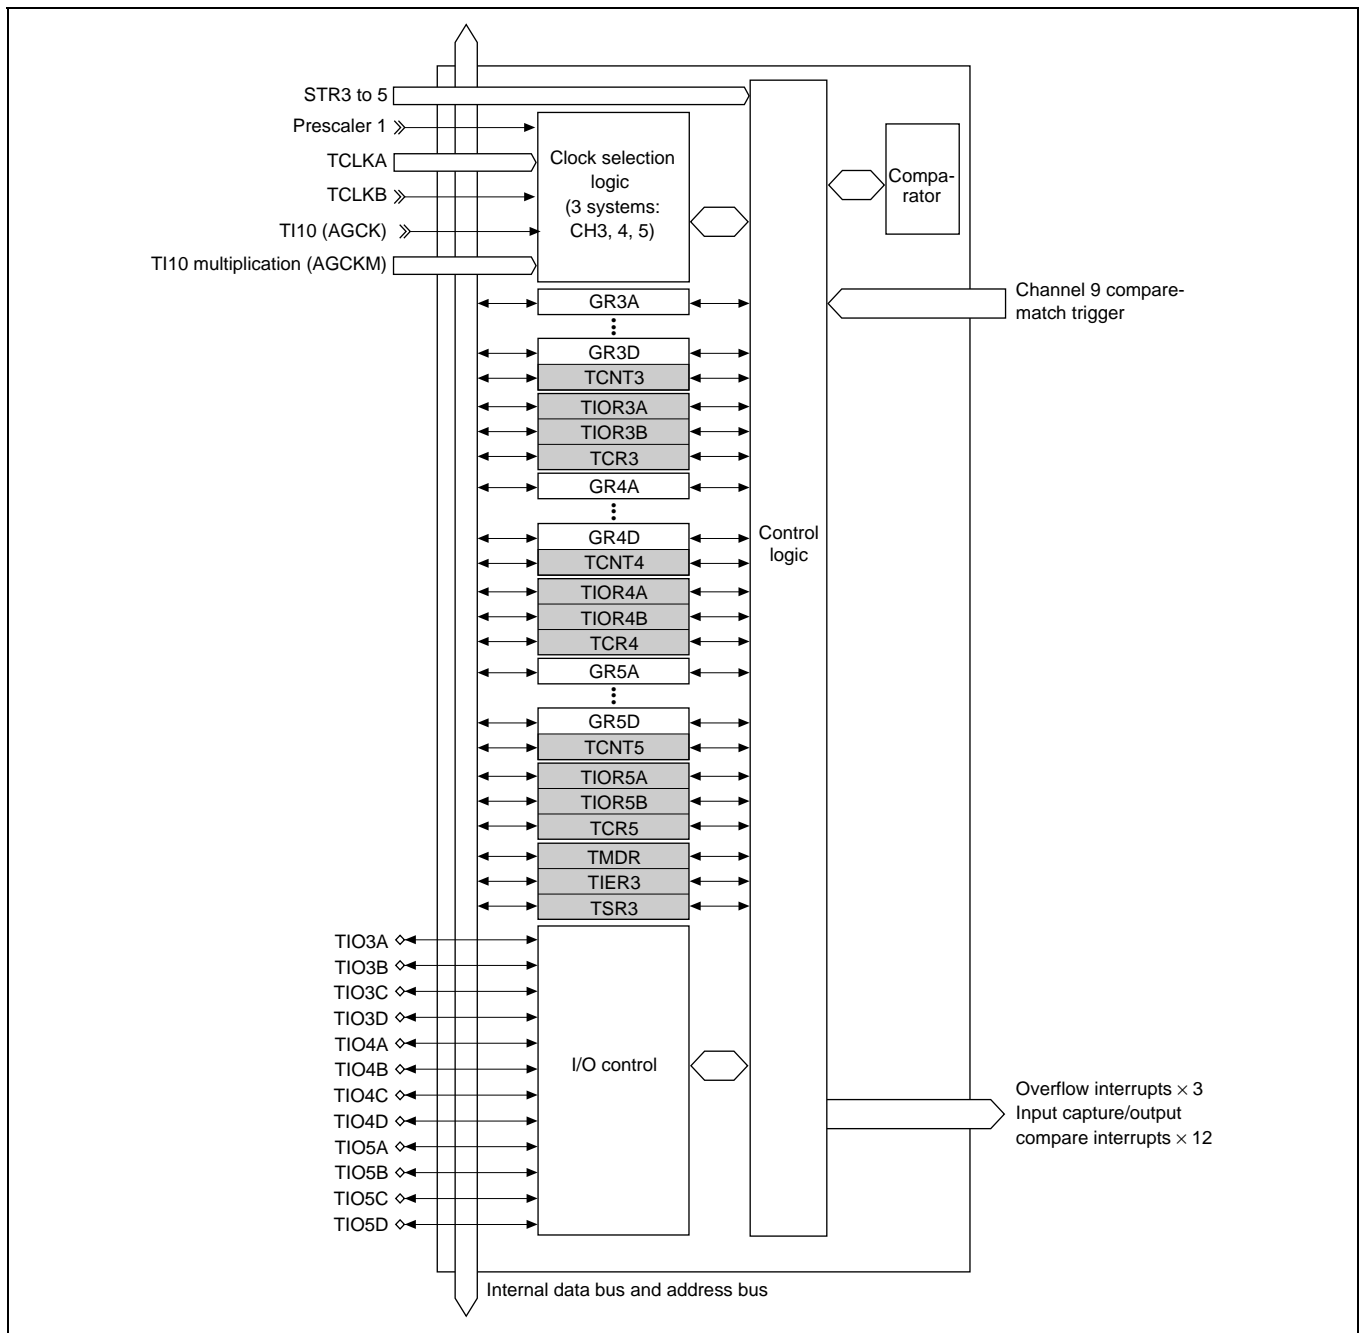 STR3 to 5
Prescaler 1
TCLKA
TCLKB
TI10 (AGCK)
TI10 multiplication (AGCKM)
Clock selection
logic
(3 systems:
CH3, 4, 5)
Compa-
rator
Channel 9 compare-
match trigger
GR3A
GR3D
TCNT3
TIOR3A
TIOR3B
TCR3
GR4A
GR4D
TCNT4
TIOR4A
TIOR4B
TCR4
GR5A
GR5D
TCNT5
TIOR5A
TIOR5B
TCR5
TMDR
TIER3
TSR3
Control
logic
TIO3A
TIO3B
TIO3C
TIO3D
TIO4A
TIO4B
TIO4C
TIO4D
TIO5A
TIO5B
TIO5C
TIO5D
I/O control
Overflow interrupts × 3
Input capture/output
compare interrupts × 12
Internal data bus and address bus